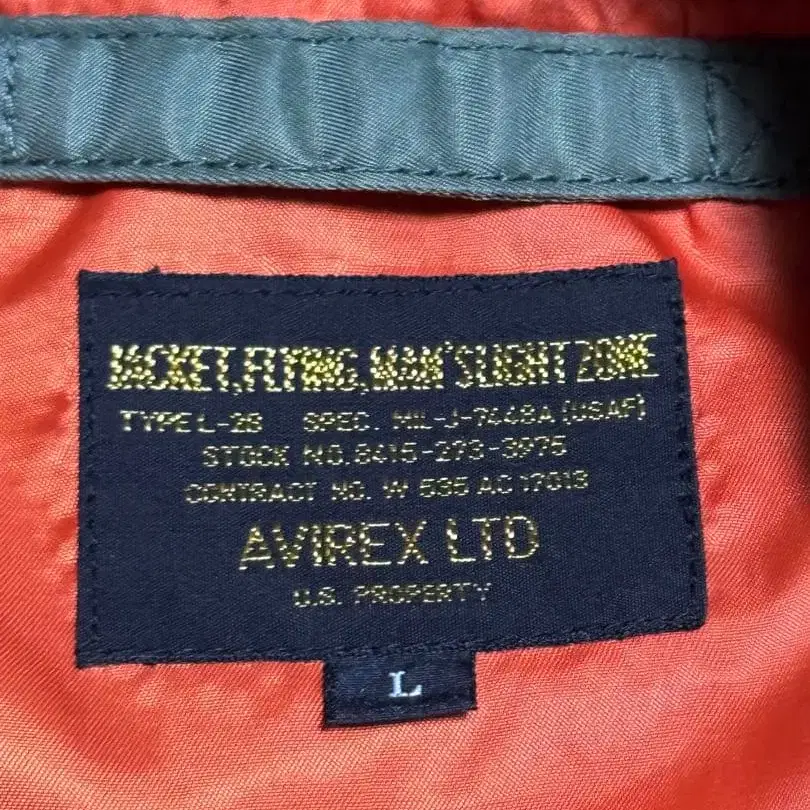 JACKET, FLYING, MAN'S LIGHT ZONE
TYPE L-2B SPEC. MIL-J-7448A (USAF)
STOCK NO. 8415-273-3975
CONTRACT NO. W 535 AC 17013
AVIREX LTD
U.S. PROPERTY
L